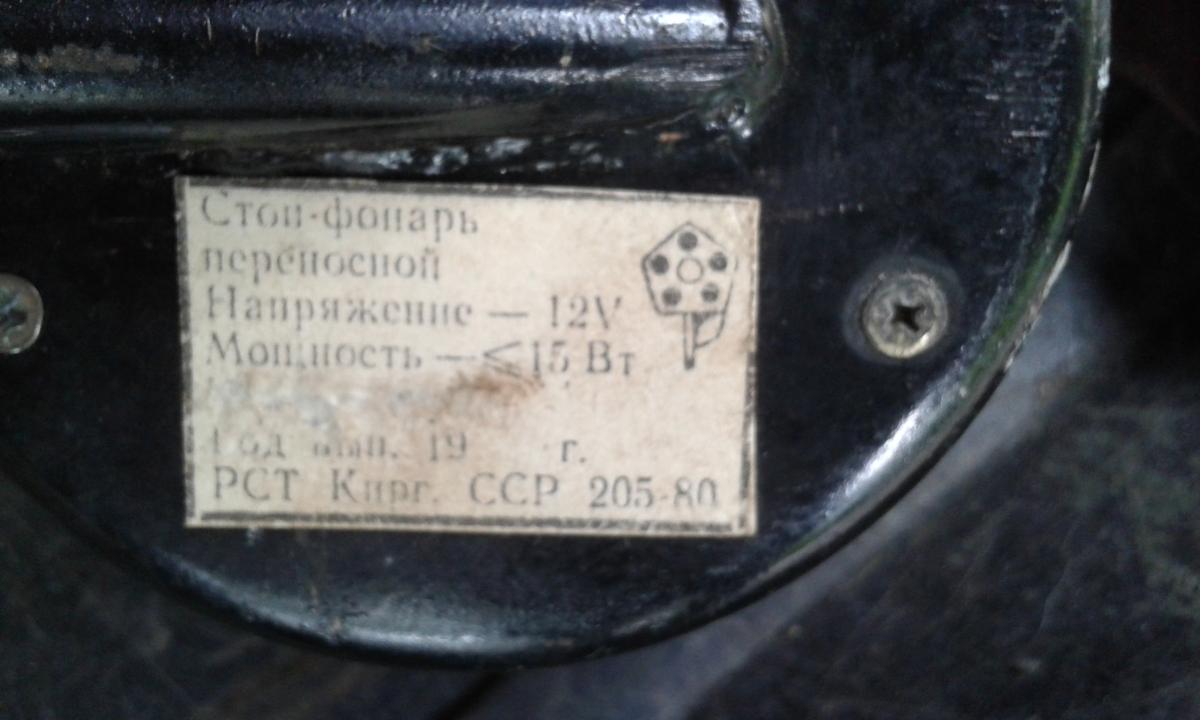 Стоп-фонарь
переносной
Напряжение — 12V
Мощность — ≤ 15 Вт
Год вып. 19 г.
РСТ Кирг. ССР 205-80